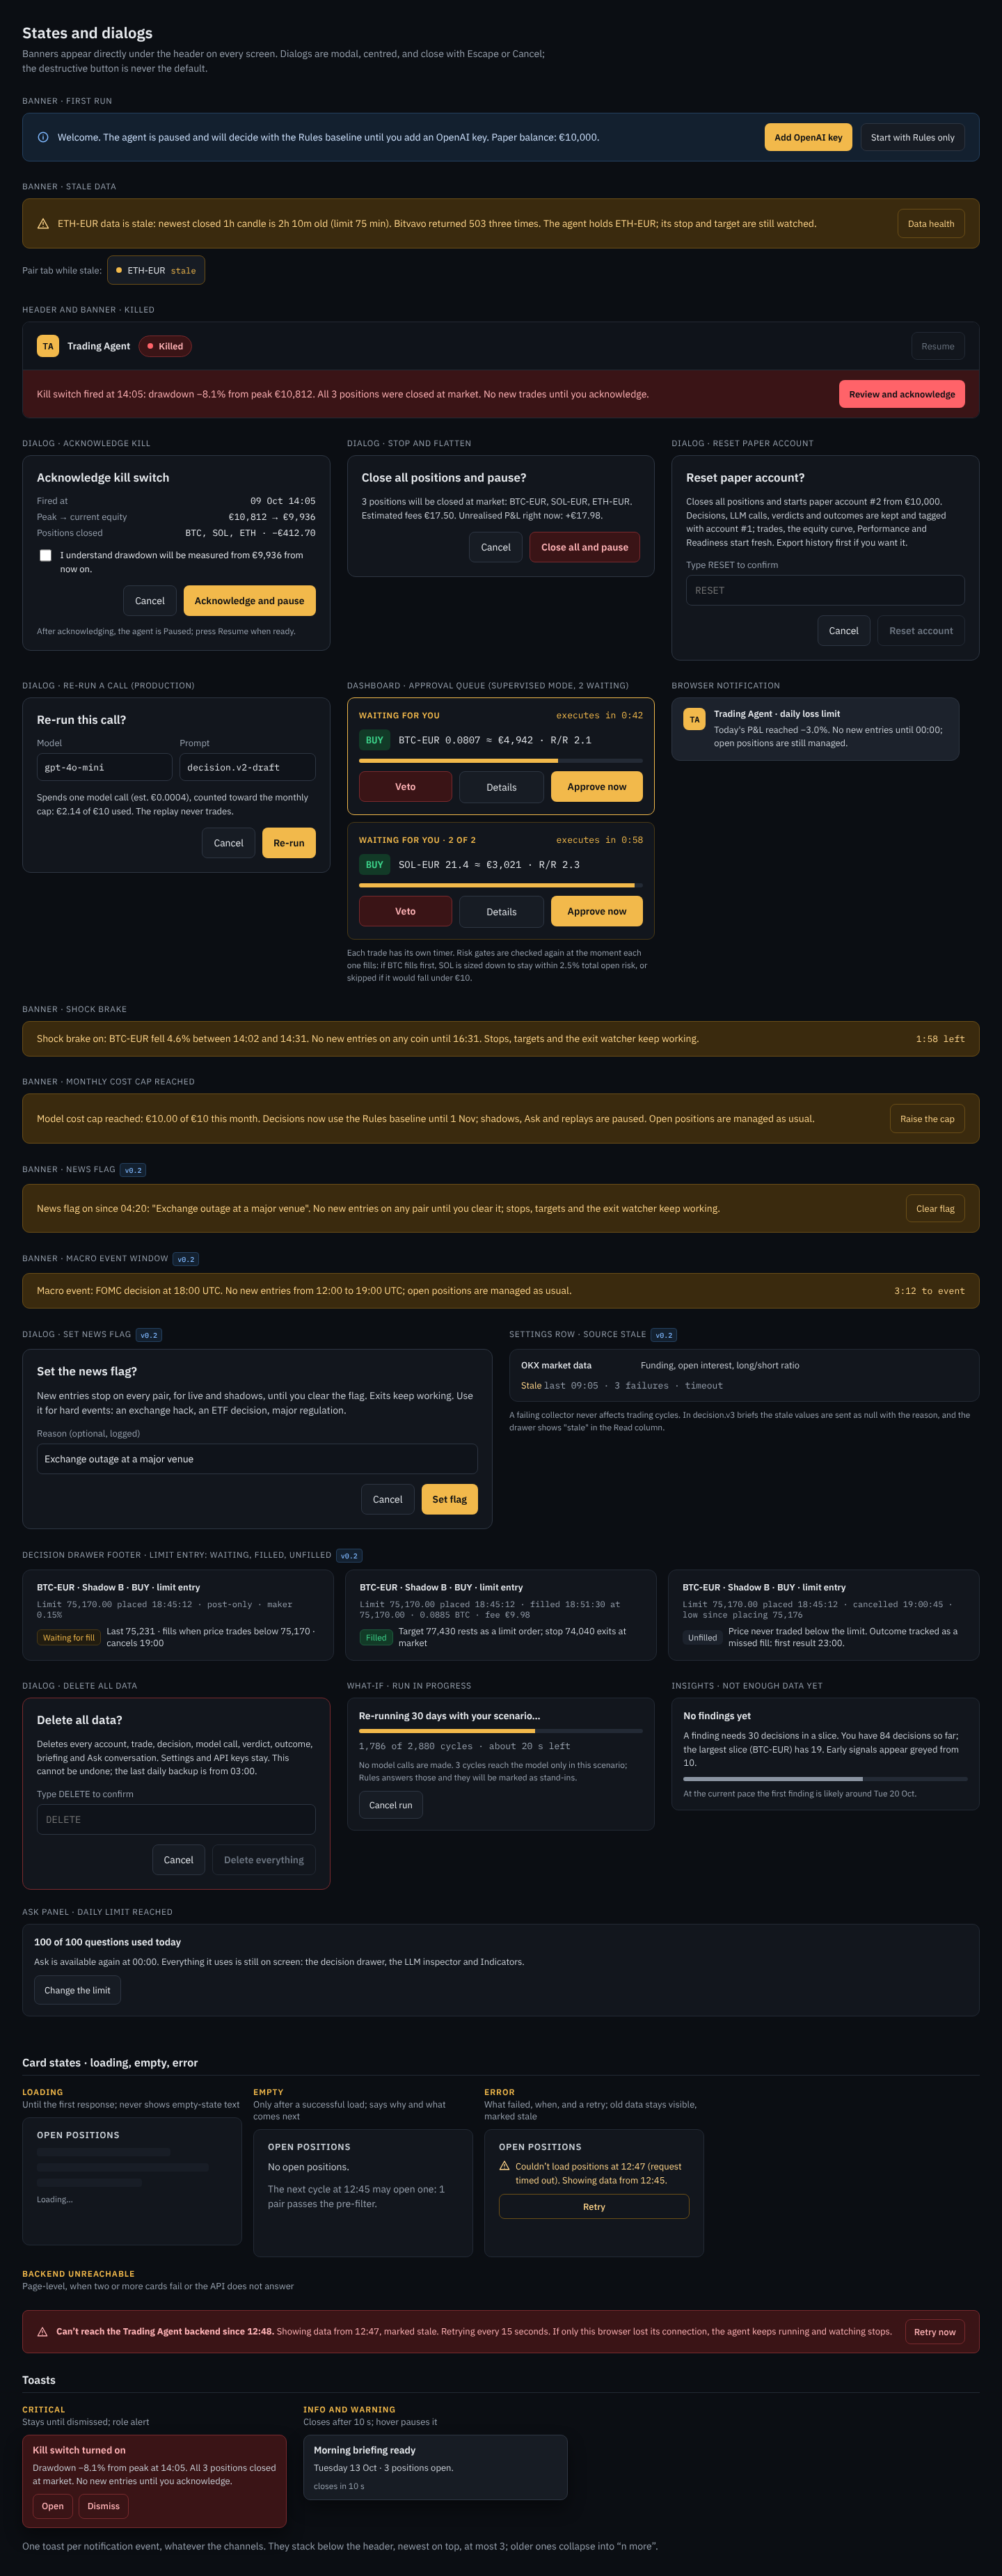 States and dialogs
Banners appear directly under the header on every screen. Dialogs are modal, centred, and close with Escape or Cancel;
the destructive button is never the default.
BANNER · FIRST RUN
Welcome. The agent is paused and will decide with the Rules baseline until you add an OpenAI key. Paper balance: €10,000.
Add OpenAI key
Start with Rules only
BANNER · STALE DATA
ETH-EUR data is stale: newest closed 1h candle is 2h 10m old (limit 75 min). Bitvavo returned 503 three times. The agent holds ETH-EUR; its stop and target are still watched.
Data health
Pair tab while stale:
ETH-EUR stale
HEADER AND BANNER · KILLED
TA
Trading Agent
Killed
Resume
Kill switch fired at 14:05: drawdown −8.1% from peak €10,812. All 3 positions were closed at market. No new trades until you acknowledge.
Review and acknowledge
DIALOG · ACKNOWLEDGE KILL
Acknowledge kill switch
Fired at
09 Oct 14:05
Peak → current equity
€10,812 → €9,936
Positions closed
BTC, SOL, ETH · −€412.70
I understand drawdown will be measured from €9,936 from
now on.
Cancel
Acknowledge and pause
After acknowledging, the agent is Paused; press Resume when ready.
DIALOG · STOP AND FLATTEN
Close all positions and pause?
3 positions will be closed at market: BTC-EUR, SOL-EUR, ETH-EUR.
Estimated fees €17.50. Unrealised P&L right now: +€17.98.
Cancel
Close all and pause
DIALOG · RESET PAPER ACCOUNT
Reset paper account?
Closes all positions and starts paper account #2 from €10,000.
Decisions, LLM calls, verdicts and outcomes are kept and tagged
with account #1; trades, the equity curve, Performance and
Readiness start fresh. Export history first if you want it.
Type RESET to confirm
RESET
Cancel
Reset account
DIALOG · RE-RUN A CALL (PRODUCTION)
Re-run this call?
Model
Prompt
gpt-4o-mini
decision.v2-draft
Spends one model call (est. €0.0004), counted toward the monthly
cap: €2.14 of €10 used. The replay never trades.
Cancel
Re-run
DASHBOARD · APPROVAL QUEUE (SUPERVISED MODE, 2 WAITING)
WAITING FOR YOU
executes in 0:42
BUY
BTC-EUR 0.0807 ≈ €4,942 · R/R 2.1
Veto
Details
Approve now
WAITING FOR YOU · 2 OF 2
executes in 0:58
BUY
SOL-EUR 21.4 ≈ €3,021 · R/R 2.3
Veto
Details
Approve now
Each trade has its own timer. Risk gates are checked again at the moment each
one fills: if BTC fills first, SOL is sized down to stay within 2.5% total open risk, or
skipped if it would fall under €10.
BROWSER NOTIFICATION
TA
Trading Agent · daily loss limit
Today's P&L reached −3.0%. No new entries until 00:00;
open positions are still managed.
BANNER · SHOCK BRAKE
Shock brake on: BTC-EUR fell 4.6% between 14:02 and 14:31. No new entries on any coin until 16:31. Stops, targets and the exit watcher keep working.
1:58 left
BANNER · MONTHLY COST CAP REACHED
Model cost cap reached: €10.00 of €10 this month. Decisions now use the Rules baseline until 1 Nov; shadows, Ask and replays are paused. Open positions are managed as usual.
Raise the cap
BANNER · NEWS FLAG v0.2
News flag on since 04:20: "Exchange outage at a major venue". No new entries on any pair until you clear it; stops, targets and the exit watcher keep working.
Clear flag
BANNER · MACRO EVENT WINDOW v0.2
Macro event: FOMC decision at 18:00 UTC. No new entries from 12:00 to 19:00 UTC; open positions are managed as usual.
3:12 to event
DIALOG · SET NEWS FLAG v0.2
Set the news flag?
New entries stop on every pair, for live and shadows, until you clear the flag. Exits keep working. Use
it for hard events: an exchange hack, an ETF decision, major regulation.
Reason (optional, logged)
Exchange outage at a major venue
Cancel
Set flag
SETTINGS ROW · SOURCE STALE v0.2
OKX market data
Funding, open interest, long/short ratio
Stale last 09:05 · 3 failures · timeout
A failing collector never affects trading cycles. In decision.v3 briefs the stale values are sent as null with the reason, and the
drawer shows "stale" in the Read column.
DECISION DRAWER FOOTER · LIMIT ENTRY: WAITING, FILLED, UNFILLED v0.2
BTC-EUR · Shadow B · BUY · limit entry
Limit 75,170.00 placed 18:45:12 · post-only · maker
0.15%
Waiting for fill
Last 75,231 · fills when price trades below 75,170 ·
cancels 19:00
BTC-EUR · Shadow B · BUY · limit entry
Limit 75,170.00 placed 18:45:12 · filled 18:51:30 at
75,170.00 · 0.0885 BTC · fee €9.98
Filled
Target 77,430 rests as a limit order; stop 74,040 exits at
market
BTC-EUR · Shadow B · BUY · limit entry
Limit 75,170.00 placed 18:45:12 · cancelled 19:00:45 ·
low since placing 75,176
Unfilled
Price never traded below the limit. Outcome tracked as a
missed fill: first result 23:00.
DIALOG · DELETE ALL DATA
Delete all data?
Deletes every account, trade, decision, model call, verdict, outcome,
briefing and Ask conversation. Settings and API keys stay. This
cannot be undone; the last daily backup is from 03:00.
Type DELETE to confirm
DELETE
Cancel
Delete everything
WHAT-IF · RUN IN PROGRESS
Re-running 30 days with your scenario…
1,786 of 2,880 cycles · about 20 s left
No model calls are made. 3 cycles reach the model only in this scenario;
Rules answers those and they will be marked as stand-ins.
Cancel run
INSIGHTS · NOT ENOUGH DATA YET
No findings yet
A finding needs 30 decisions in a slice. You have 84 decisions so far;
the largest slice (BTC-EUR) has 19. Early signals appear greyed from
10.
At the current pace the first finding is likely around Tue 20 Oct.
ASK PANEL · DAILY LIMIT REACHED
100 of 100 questions used today
Ask is available again at 00:00. Everything it uses is still on screen: the decision drawer, the LLM inspector and Indicators.
Change the limit
Card states · loading, empty, error
LOADING
Until the first response; never shows empty-state text
OPEN POSITIONS
Loading…
EMPTY
Only after a successful load; says why and what
comes next
OPEN POSITIONS
No open positions.
The next cycle at 12:45 may open one: 1
pair passes the pre-filter.
ERROR
What failed, when, and a retry; old data stays visible,
marked stale
OPEN POSITIONS
Couldn't load positions at 12:47 (request
timed out). Showing data from 12:45.
Retry
BACKEND UNREACHABLE
Page-level, when two or more cards fail or the API does not answer
Can't reach the Trading Agent backend since 12:48. Showing data from 12:47, marked stale. Retrying every 15 seconds. If only this browser lost its connection, the agent keeps running and watching stops.
Retry now
Toasts
CRITICAL
Stays until dismissed; role alert
Kill switch turned on
Drawdown −8.1% from peak at 14:05. All 3 positions closed
at market. No new entries until you acknowledge.
Open
Dismiss
INFO AND WARNING
Closes after 10 s; hover pauses it
Morning briefing ready
Tuesday 13 Oct · 3 positions open.
closes in 10 s
One toast per notification event, whatever the channels. They stack below the header, newest on top, at most 3; older ones collapse into "n more".